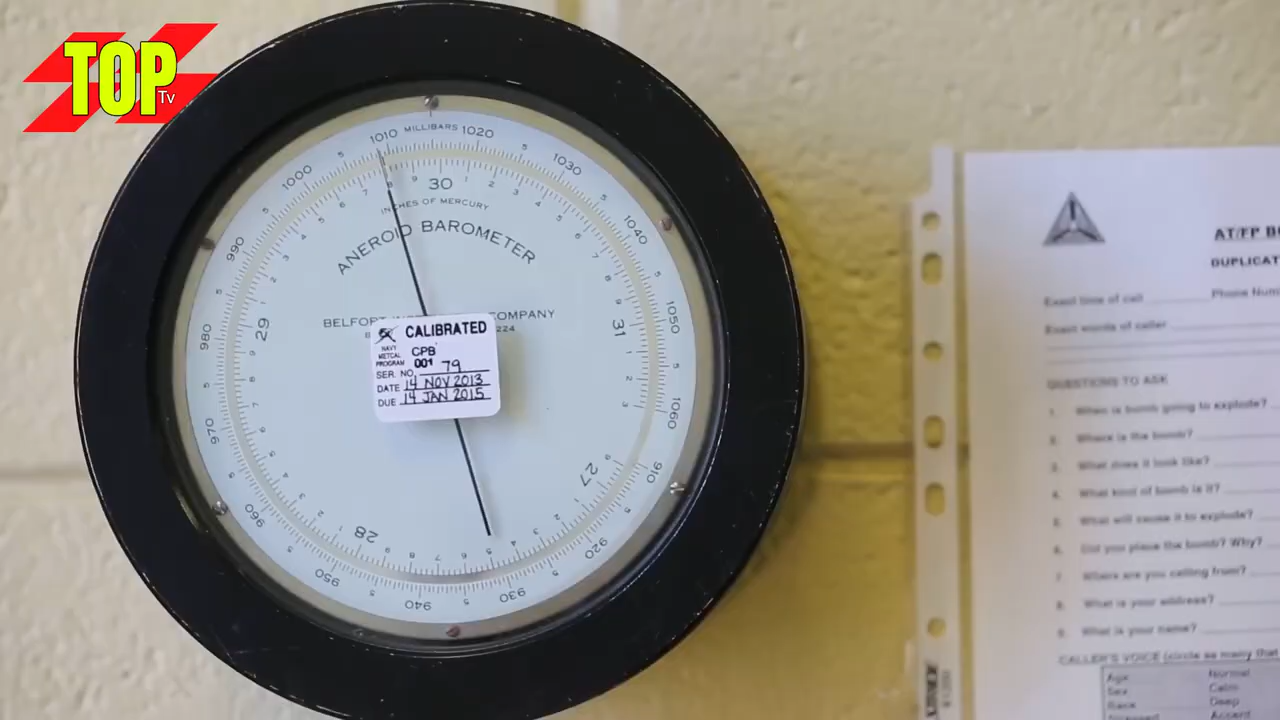 TOP
Tv
MILLIBARS
1010
1020
1000
1030
990
1040
980
1050
970
1060
960
910
950
920
940
930
30
29
31
28
27
INCHES OF MERCURY
ANEROID BAROMETER
BELFORT COMPANY
CALIBRATED
NAVY
METCAL
PROGRAM
CPB
001
SER. NO. 79
DATE 14 NOV 2013
DUE 14 JAN 2015
AT/FP
DUPLICAT
Exact time of call Phone Num
Exact words of caller
QUESTIONS TO ASK
1. When is bomb going to explode?
2. Where is the bomb?
3. What does it look like?
4. What kind of bomb is it?
5. What will cause it to explode?
6. Did you place the bomb? Why?
7. Where are you calling from?
8. What is your address?
9. What is your name?
CALLER'S VOICE (circle as many that
Age Normal
Sex Calm
Race Deep
Accent